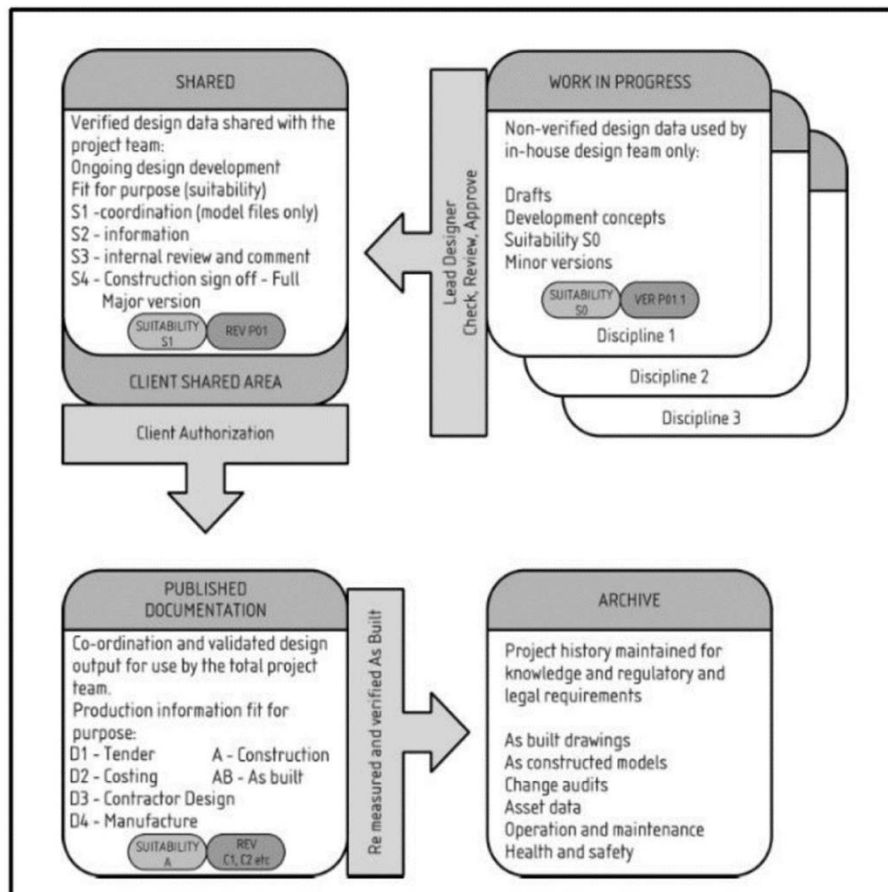 SHARED
Verified design data shared with the
project team:
Ongoing design development
Fit for purpose (suitability)
S1 -coordination (model files only)
S2 - information
S3 - internal review and comment
S4 - Construction sign off - Full
Major version
SUITABILITY
S1
REV P01
CLIENT SHARED AREA
Client Authorization
Lead Designer
Check, Review, Approve
WORK IN PROGRESS
Non-verified design data used by
in-house design team only:
Drafts
Development concepts
Suitability S0
Minor versions
SUITABILITY
S0
VER P01.1
Discipline 1
Discipline 2
Discipline 3
PUBLISHED
DOCUMENTATION
Co-ordination and validated design
output for use by the total project
team.
Production information fit for
purpose:
D1 - Tender A - Construction
D2 - Costing AB - As built
D3 - Contractor Design
D4 - Manufacture
SUITABILITY
A
REV
C1, C2 etc
Re measured and verified As Built
ARCHIVE
Project history maintained for
knowledge and regulatory and
legal requirements
As built drawings
As constructed models
Change audits
Asset data
Operation and maintenance
Health and safety